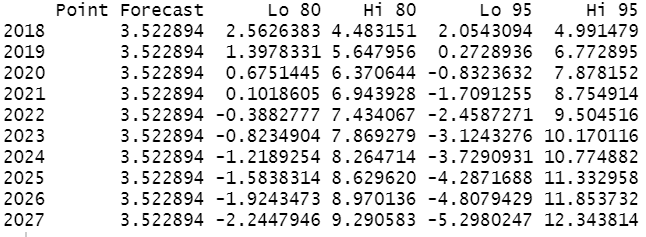 Point Forecast Lo 80 Hi 80 Lo 95 Hi 95
2018 3.522894 2.5626383 4.483151 2.0543094 4.991479
2019 3.522894 1.3978331 5.647956 0.2728936 6.772895
2020 3.522894 0.6751445 6.370644 -0.8323632 7.878152
2021 3.522894 0.1018605 6.943928 -1.7091255 8.754914
2022 3.522894 -0.3882777 7.434067 -2.4587271 9.504516
2023 3.522894 -0.8234904 7.869279 -3.1243276 10.170116
2024 3.522894 -1.2189254 8.264714 -3.7290931 10.774882
2025 3.522894 -1.5838314 8.629620 -4.2871688 11.332958
2026 3.522894 -1.9243473 8.970136 -4.8079429 11.853732
2027 3.522894 -2.2447946 9.290583 -5.2980247 12.343814